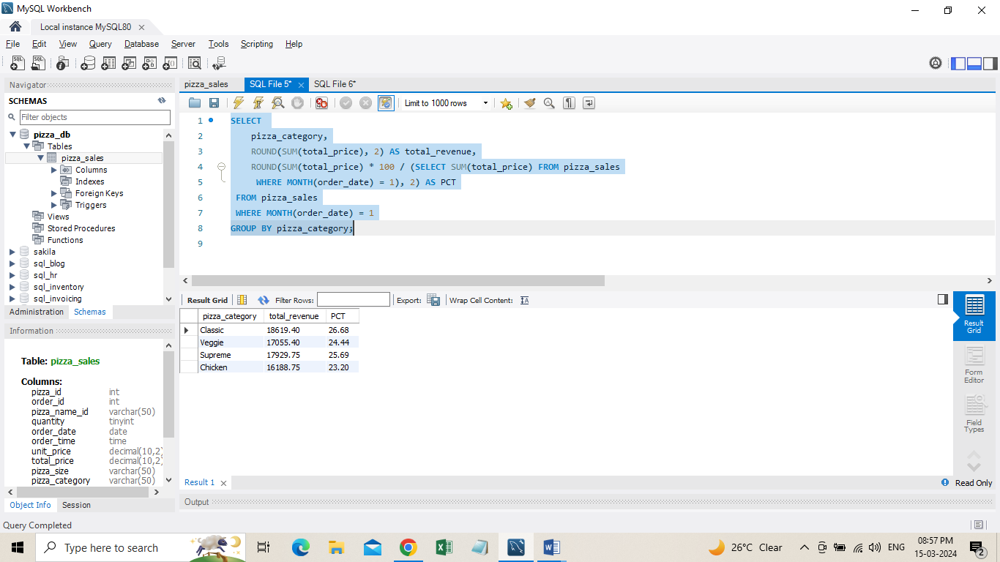 MySQL Workbench
Local instance MySQL80
File Edit View Query Database Server Tools Scripting Help
Navigator
SCHEMAS
Filter objects
pizza_db
Tables
pizza_sales
Columns
Indexes
Foreign Keys
Triggers
Views
Stored Procedures
Functions
sakila
sql_blog
sql_hr
sql_inventory
sql_invoicing
Administration Schemas
Information
Table: pizza_sales
Columns:
pizza_id int
order_id int
pizza_name_id varchar(50)
quantity tinyint
order_date date
order_time time
unit_price decimal(10,2)
total_price decimal(10,2)
pizza_size varchar(50)
pizza_category varchar(50)
Object Info Session
pizza_sales SQL File 5* SQL File 6*
Limit to 1000 rows
1 SELECT
2 pizza_category,
3 ROUND(SUM(total_price), 2) AS total_revenue,
4 ROUND(SUM(total_price) * 100 / (SELECT SUM(total_price) FROM pizza_sales
5 WHERE MONTH(order_date) = 1), 2) AS PCT
6 FROM pizza_sales
7 WHERE MONTH(order_date) = 1
8 GROUP BY pizza_category;
9
Result Grid Filter Rows: Export: Wrap Cell Content:
pizza_category total_revenue PCT
Classic 18619.40 26.68
Veggie 17055.40 24.44
Supreme 17929.75 25.69
Chicken 16188.75 23.20
Result
Grid
Form
Editor
Field
Types
Result 1
Read Only
Output
Query Completed
Type here to search
26°C Clear
ENG
08:57 PM
15-03-2024
2